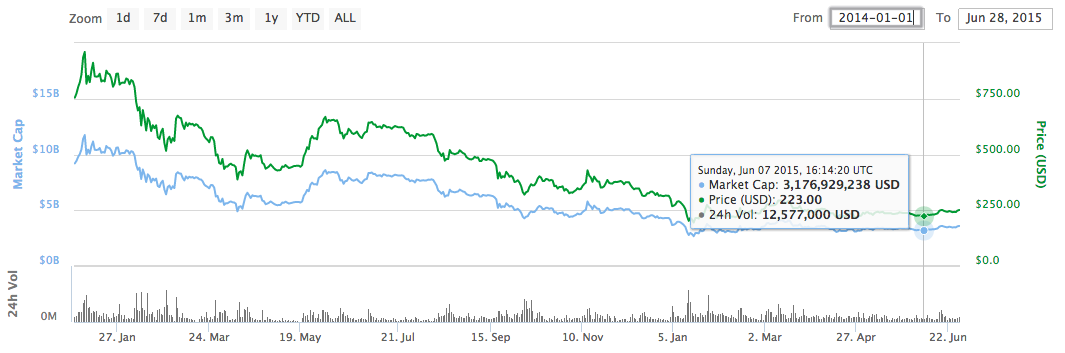 Zoom 1d 7d 1m 3m 1y YTD ALL From 2014-01-01 To Jun 28, 2015
$15B $750.00
$10B $500.00
$5B $250.00
$0B $0.0
Market Cap
Price (USD)
Sunday, Jun 07 2015, 16:14:20 UTC
● Market Cap: 3,176,929,238 USD
● Price (USD): 223.00
● 24h Vol: 12,577,000 USD
24h Vol
0M
27. Jan 24. Mar 19. May 21. Jul 15. Sep 10. Nov 5. Jan 2. Mar 27. Apr 22. Jun